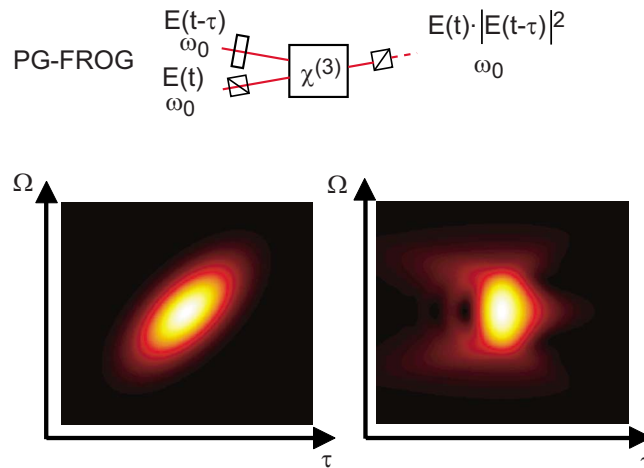 E(t-τ)
ω₀
PG-FROG
E(t)
ω₀
χ⁽³⁾
E(t)·|E(t-τ)|²
ω₀
Ω
τ
Ω